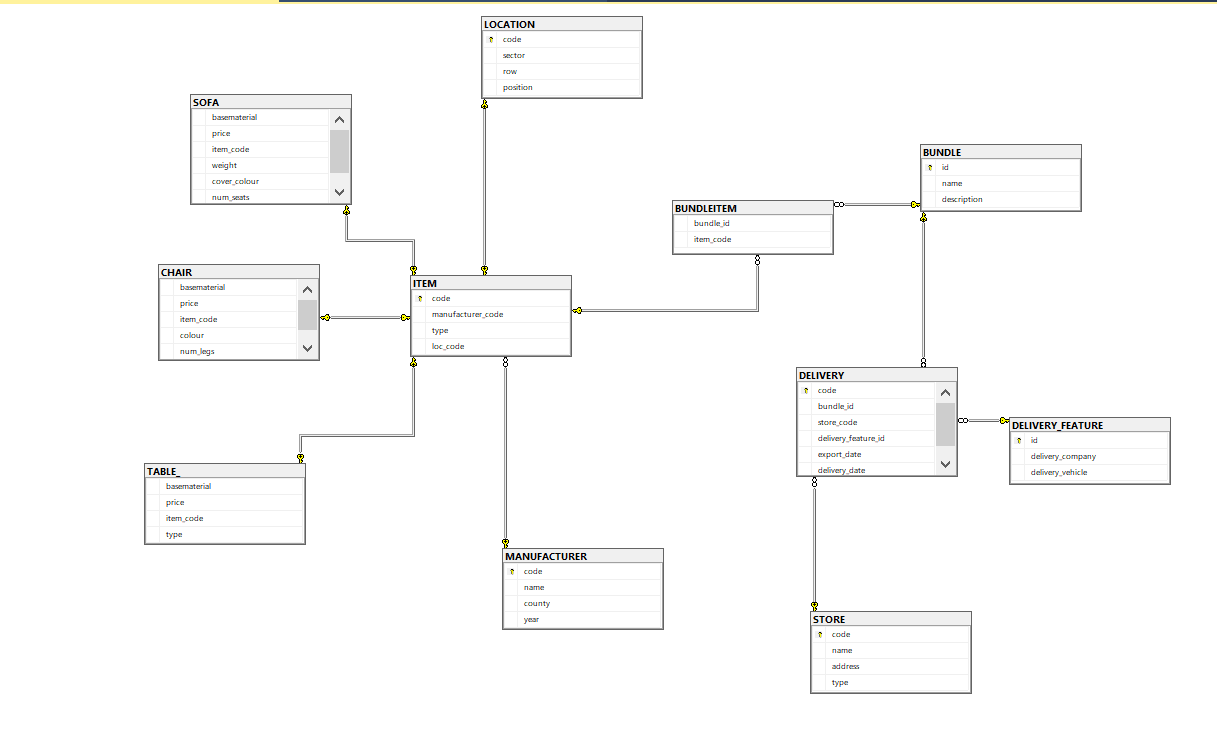 LOCATION
code
sector
row
position
SOFA
basematerial
price
item_code
weight
cover_colour
num_seats
BUNDLE
id
name
description
BUNDLEITEM
bundle_id
item_code
CHAIR
basematerial
price
item_code
colour
num_legs
ITEM
code
manufacturer_code
type
loc_code
DELIVERY
code
bundle_id
store_code
delivery_feature_id
export_date
delivery_date
DELIVERY_FEATURE
id
delivery_company
delivery_vehicle
TABLE_
basematerial
price
item_code
type
MANUFACTURER
code
name
county
year
STORE
code
name
address
type